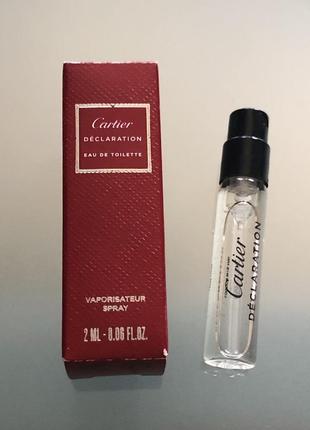 Cartier
DÉCLARATION
EAU DE TOILETTE
VAPORISATEUR
SPRAY
2 ML - 0.06 FL.OZ.
Cartier
DÉCLARATION